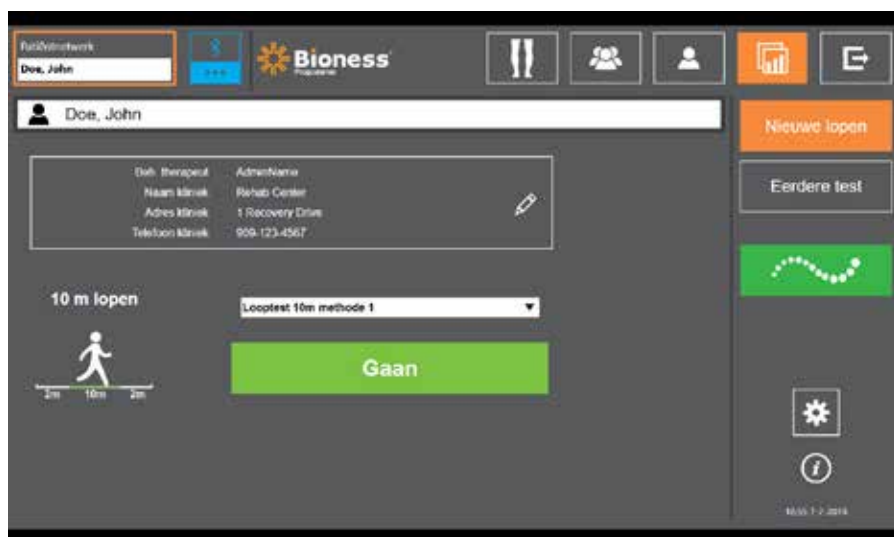 Doe, John
Bioness
Doe, John
Nieuwe lopen
Beh. therapeut AdminName
Naam kliniek Rehab Center
Adres kliniek 1 Recovery Drive
Telefoon kliniek 909-123-4567
Eerdere test
10 m lopen
Looptest 10m methode 1
Gaan
2m 10m 2m